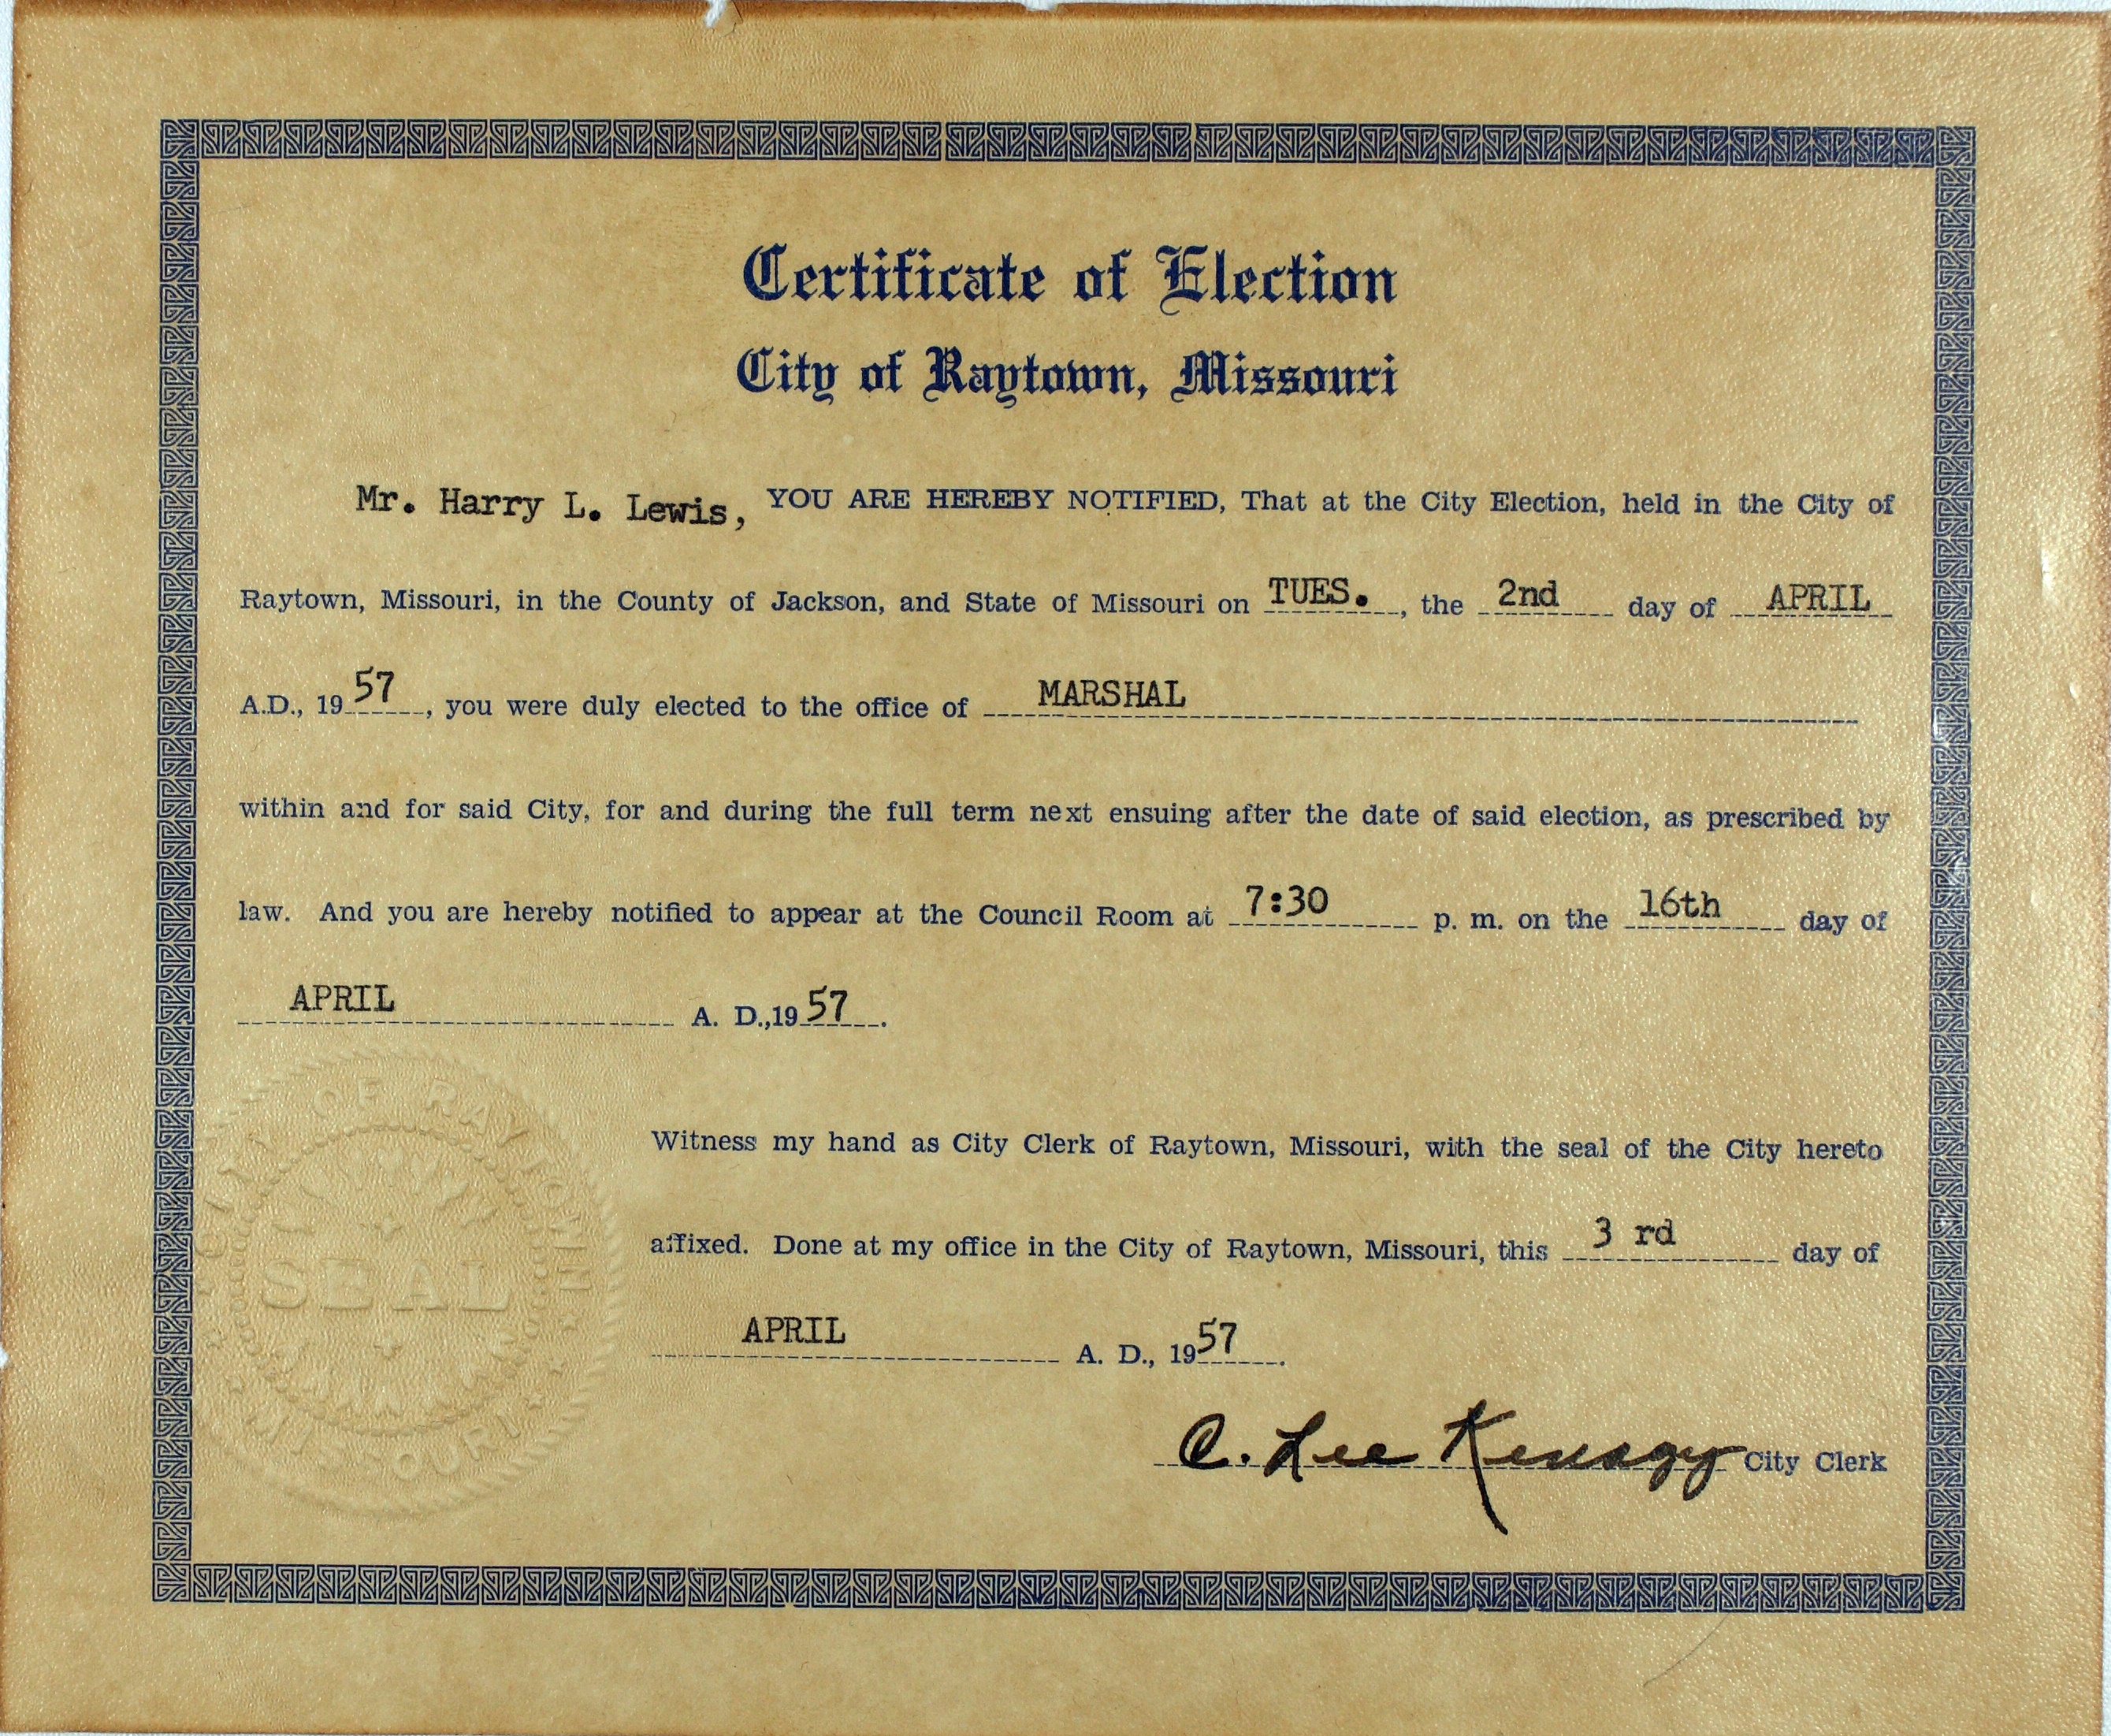 Certificate of Election
City of Raytown, Missouri
Mr. Harry L. Lewis, YOU ARE HEREBY NOTIFIED, That at the City Election, held in the City of
Raytown, Missouri, in the County of Jackson, and State of Missouri on TUES., the 2nd day of APRIL
A.D., 1957, you were duly elected to the office of MARSHAL
within and for said City, for and during the full term next ensuing after the date of said election, as prescribed by
law. And you are hereby notified to appear at the Council Room at 7:30 p. m. on the 16th day of
APRIL A. D.,1957.
Witness my hand as City Clerk of Raytown, Missouri, with the seal of the City hereto
affixed. Done at my office in the City of Raytown, Missouri, this 3 rd day of
APRIL A. D., 1957.
C. Lee Kenagy City Clerk
CITY OF RAYTOWN
SEAL
MISSOURI